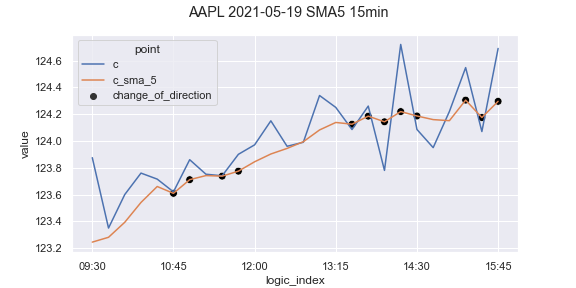 AAPL 2021-05-19 SMA5 15min
point
c
c_sma_5
change_of_direction
value
124.6
124.4
124.2
124.0
123.8
123.6
123.4
123.2
09:30 10:45 12:00 13:15 14:30 15:45
logic_index